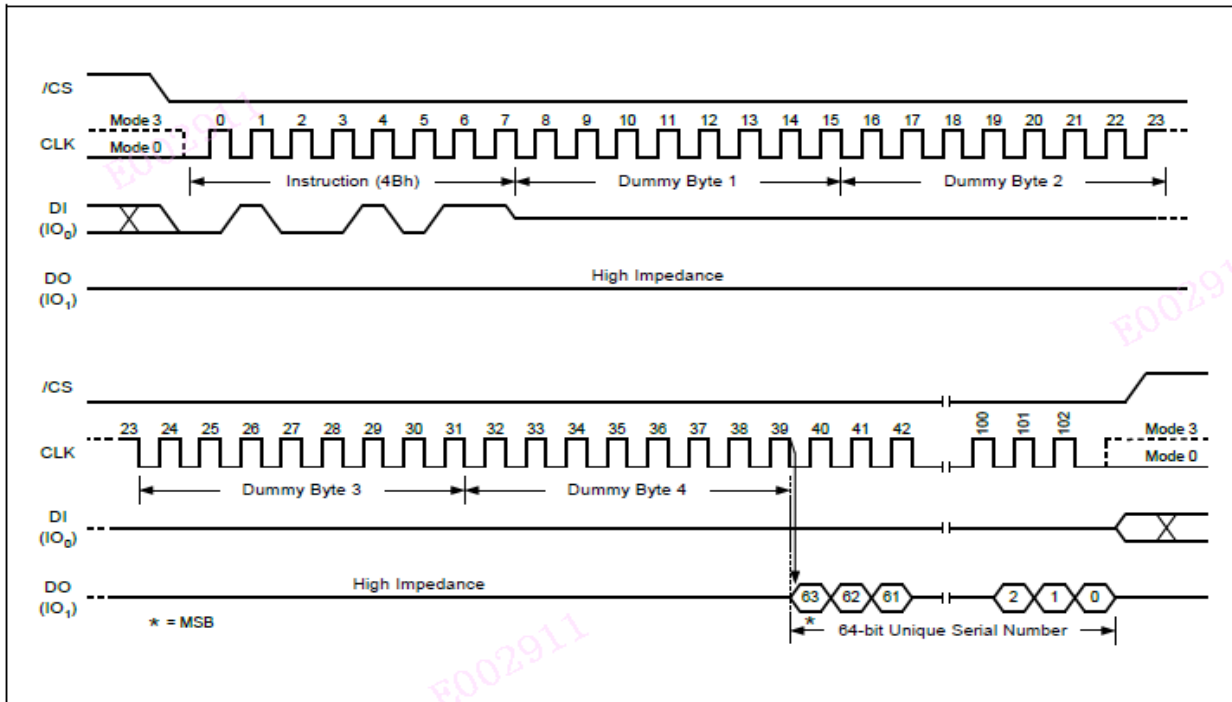 /CS
Mode 3 0 1 2 3 4 5 6 7 8 9 10 11 12 13 14 15 16 17 18 19 20 21 22 23
CLK
Mode 0
Instruction (4Bh) Dummy Byte 1 Dummy Byte 2
DI
(IO0)
DO
(IO1)
High Impedance
/CS
23 24 25 26 27 28 29 30 31 32 33 34 35 36 37 38 39 40 41 42 100 101 102
CLK
Mode 3
Mode 0
Dummy Byte 3 Dummy Byte 4
DI
(IO0)
DO
(IO1)
High Impedance
63 62 61 2 1 0
* = MSB
*
64-bit Unique Serial Number
E002911
E002911
E002911